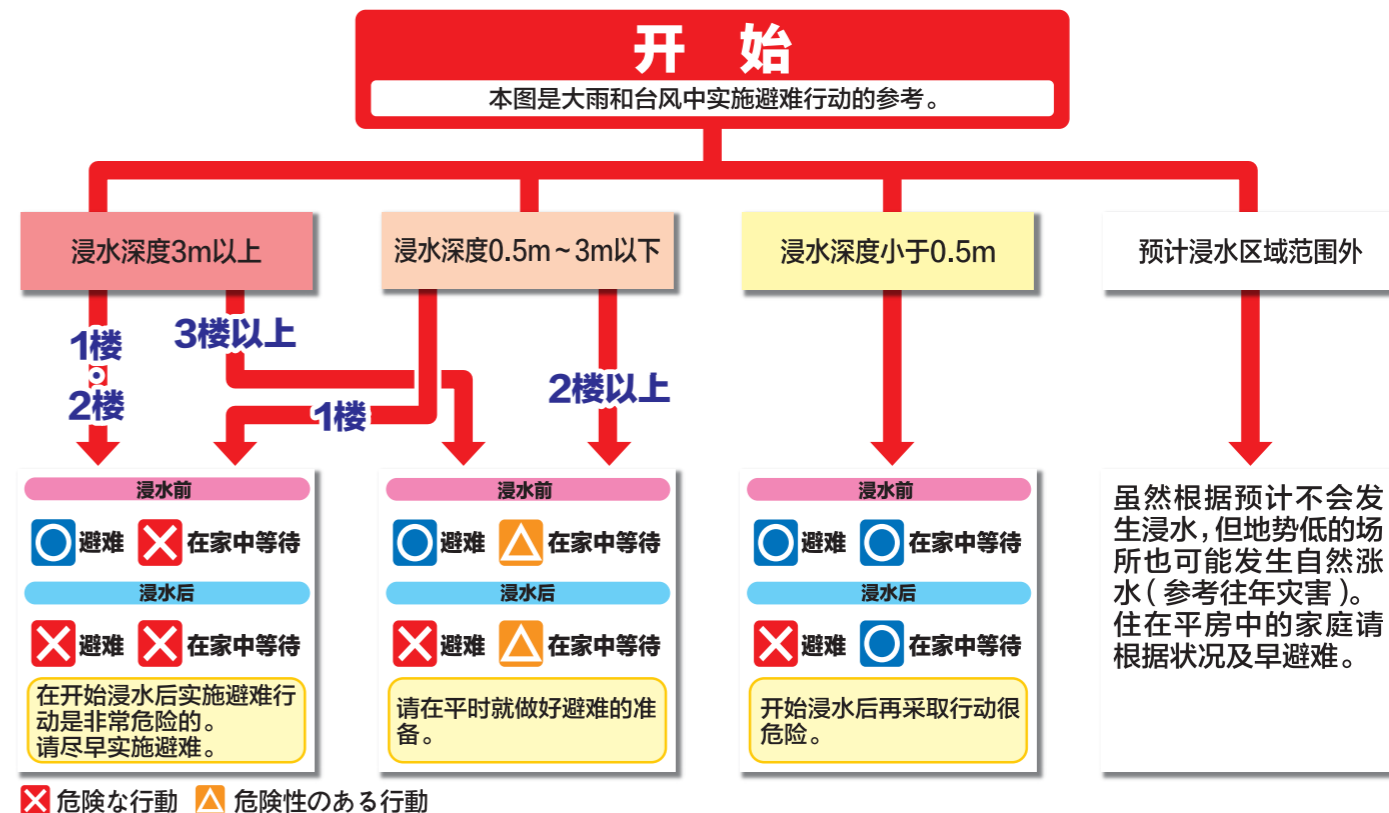 开 始
本图是大雨和台风中实施避难行动的参考。
浸水深度3m以上
浸水深度0.5m~3m以下
浸水深度小于0.5m
预计浸水区域范围外
1楼
2楼
3楼以上
1楼
2楼以上
浸水前
避难 在家中等待
浸水后
避难 在家中等待
在开始浸水后实施避难行
动是非常危险的。
请尽早实施避难。
浸水前
避难 在家中等待
浸水后
避难 在家中等待
请在平时就做好避难的准
备。
浸水前
避难 在家中等待
浸水后
避难 在家中等待
开始浸水后再采取行动很
危险。
虽然根据预计不会发
生浸水,但地势低的场
所也可能发生自然涨
水(参考往年灾害)。
住在平房中的家庭请
根据状况及早避难。
危険な行動 危険性のある行動